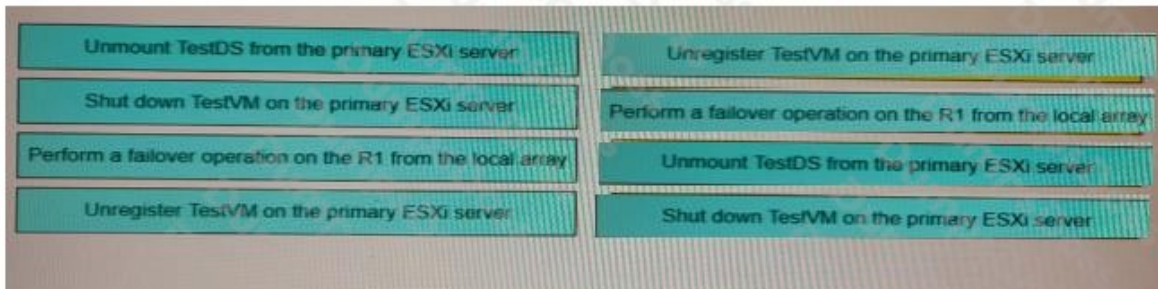 Unmount TestDS from the primary ESXi server
Shut down TestVM on the primary ESXi server
Perform a failover operation on the R1 from the local array
Unregister TestVM on the primary ESXi server
Unregister TestVM on the primary ESXi server
Perform a failover operation on the R1 from the local array
Unmount TestDS from the primary ESXi server
Shut down TestVM on the primary ESXi server